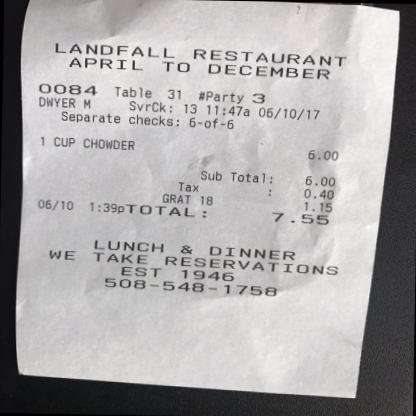 LANDFALL RESTAURANT
APRIL TO DECEMBER
0084 Table 31 #Party 3
DWYER M SvrCk: 13 11:47a 06/10/17
Separate checks: 6-of-6
1 CUP CHOWDER 6.00
Sub Total: 6.00
Tax : 0.40
GRAT 18 1.15
06/10 1:39pTOTAL: 7.55
LUNCH & DINNER
WE TAKE RESERVATIONS
EST 1946
508-548-1758